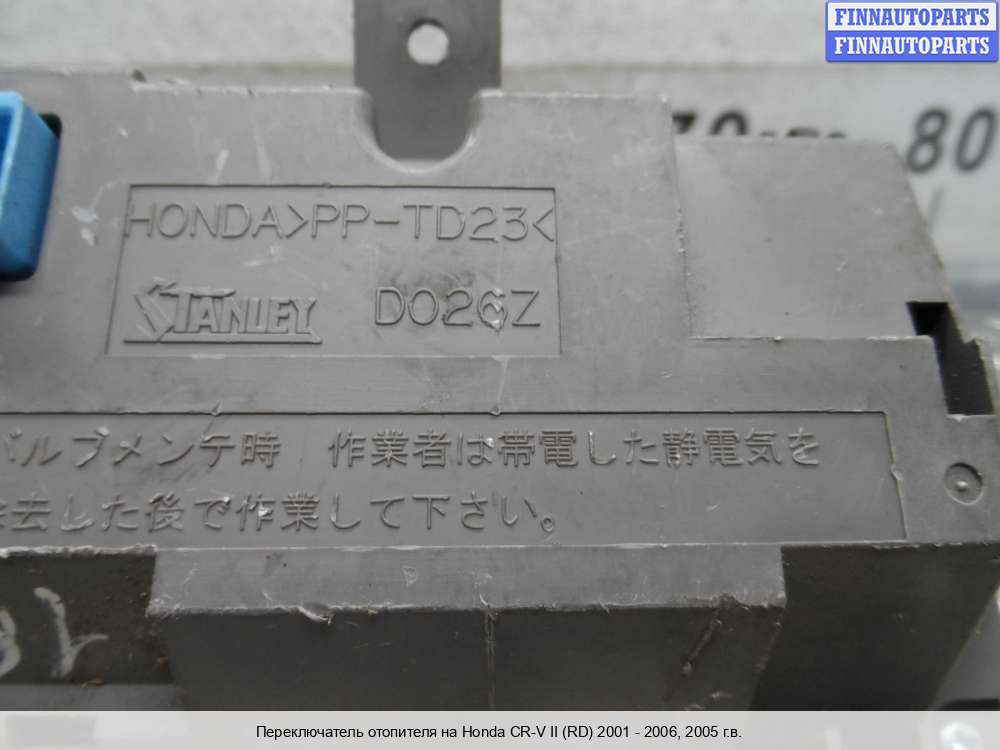 FINNAUTOPARTS
FINNAUTOPARTS
80
HONDA>PP-TD23<
STANLEY D026Z
バルブメンテ時 作業者は帯電した静電気を
除去した後で作業して下さい。
Переключатель отопителя на Honda CR-V II (RD) 2001 - 2006, 2005 г.в.